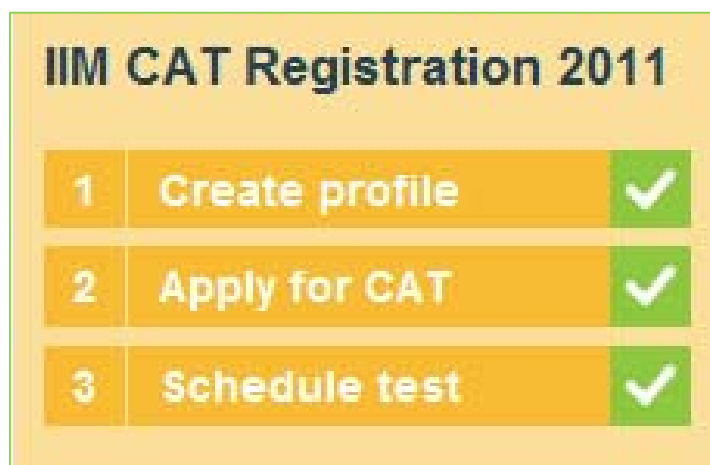 IIM CAT Registration 2011
1 Create profile
2 Apply for CAT
3 Schedule test